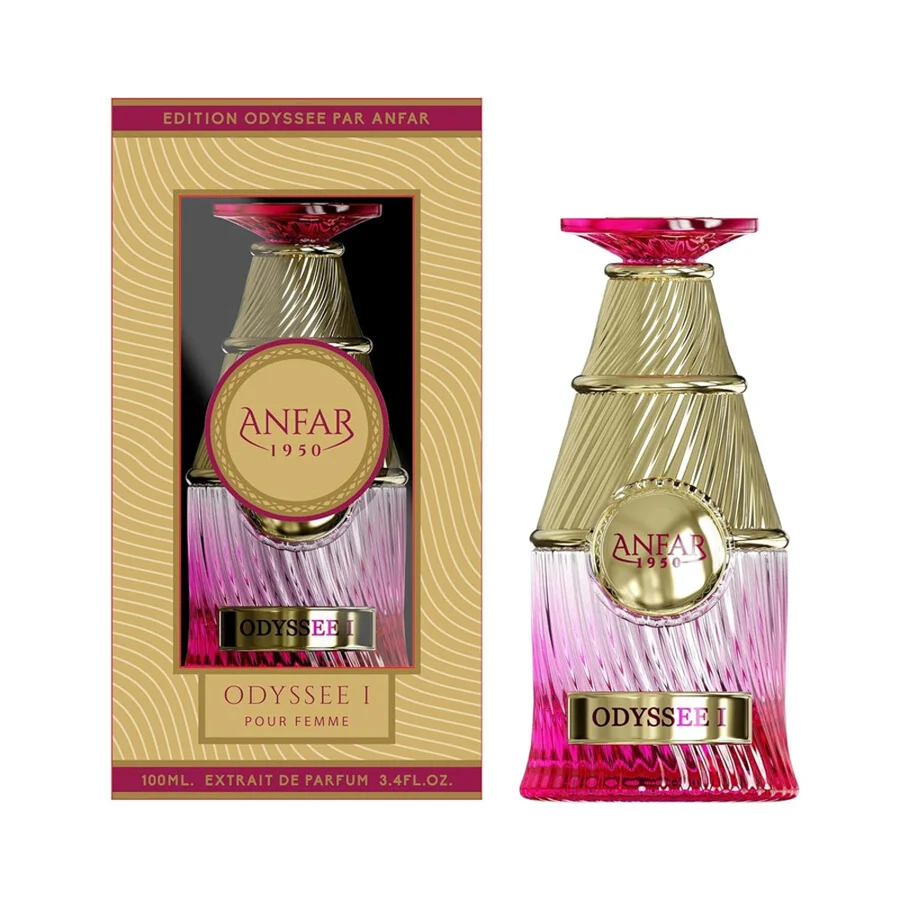 EDITION ODYSSEE PAR ANFAR
ANFAR
1950
ODYSSEE I
ODYSSEE I
POUR FEMME
100ML. EXTRAIT DE PARFUM 3.4FL.OZ.
ANFAR
1950
ODYSSEE I